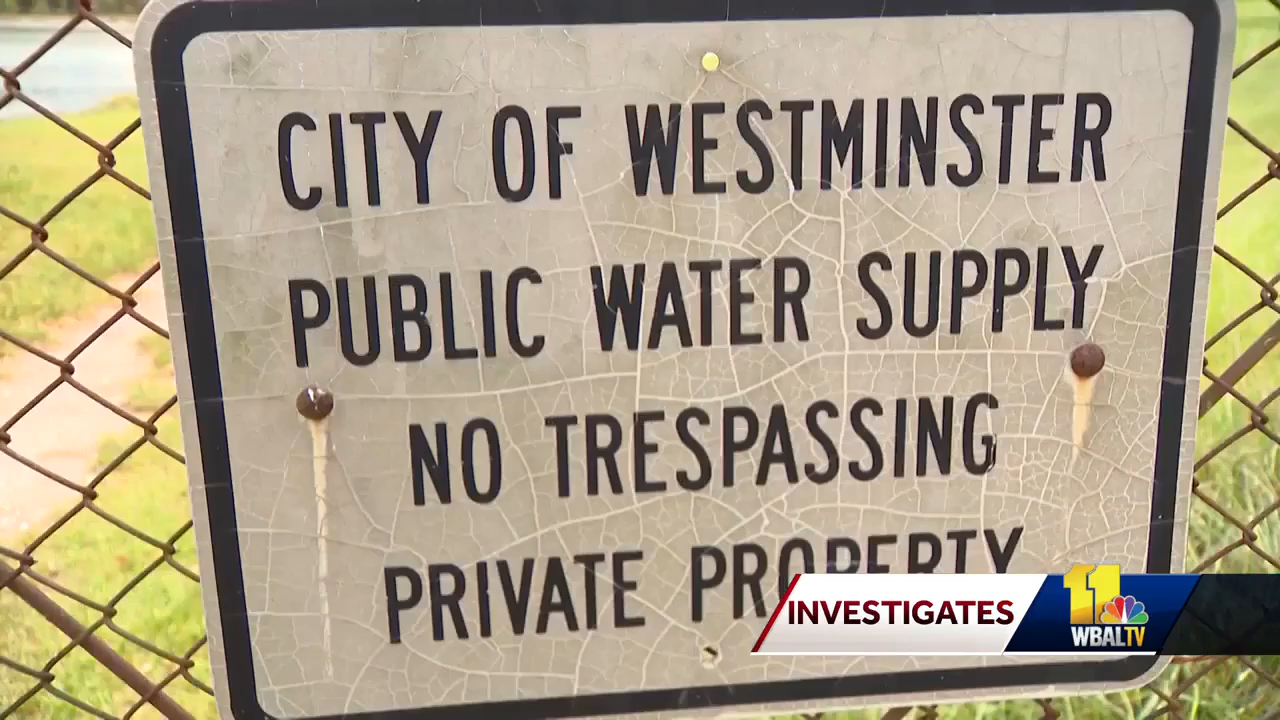 CITY OF WESTMINSTER
PUBLIC WATER SUPPLY
NO TRESPASSING
PRIVATE PROPERTY
INVESTIGATES
11
WBALTV